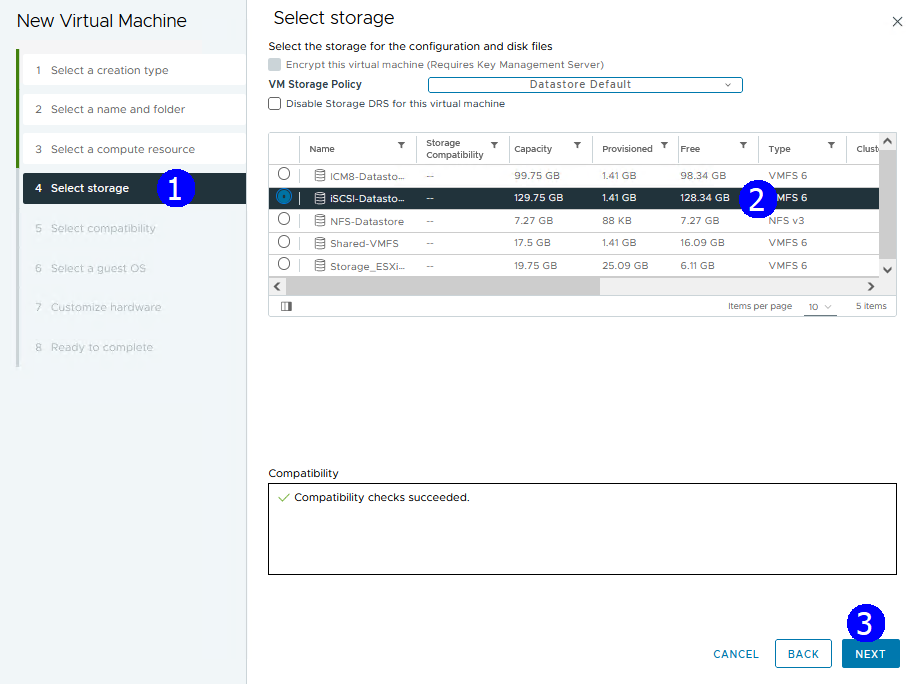 New Virtual Machine
1 Select a creation type
2 Select a name and folder
3 Select a compute resource
4 Select storage 1
5 Select compatibility
6 Select a guest OS
7 Customize hardware
8 Ready to complete
Select storage
Select the storage for the configuration and disk files
Encrypt this virtual machine (Requires Key Management Server)
VM Storage Policy Datastore Default
Disable Storage DRS for this virtual machine
Name Storage Compatibility Capacity Provisioned Free Type Clust
ICM8-Datasto... -- 99.75 GB 1.41 GB 98.34 GB VMFS 6
iSCSI-Datasto... -- 129.75 GB 1.41 GB 128.34 GB 2 VMFS 6
NFS-Datastore -- 7.27 GB 88 KB 7.27 GB NFS v3
Shared-VMFS -- 17.5 GB 1.41 GB 16.09 GB VMFS 6
Storage_ESXi... -- 19.75 GB 25.09 GB 6.11 GB VMFS 6
Items per page 10 5 items
Compatibility
Compatibility checks succeeded.
3
CANCEL BACK NEXT